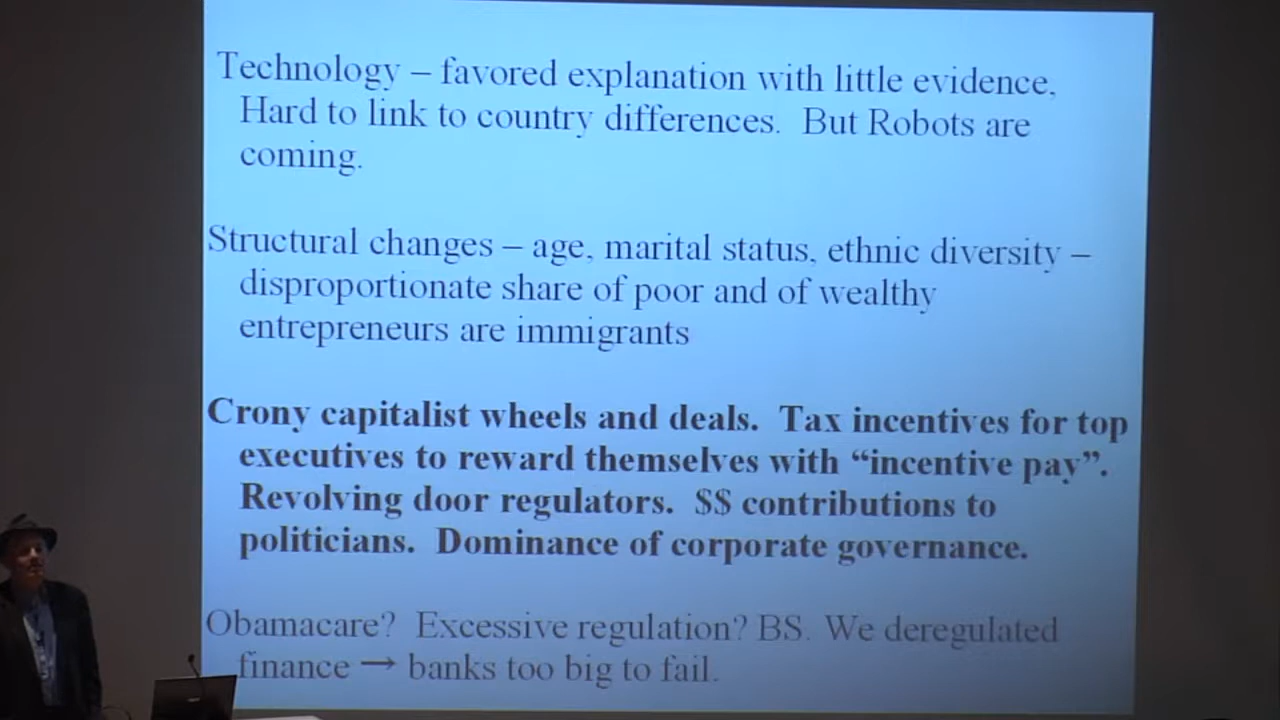 Technology – favored explanation with little evidence,
Hard to link to country differences.  But Robots are
coming.
Structural changes – age, marital status, ethnic diversity –
disproportionate share of poor and of wealthy
entrepreneurs are immigrants
Crony capitalist wheels and deals.  Tax incentives for top
executives to reward themselves with “incentive pay”.
Revolving door regulators.  $$ contributions to
politicians.  Dominance of corporate governance.
Obamacare?  Excessive regulation? BS.  We deregulated
finance → banks too big to fail.